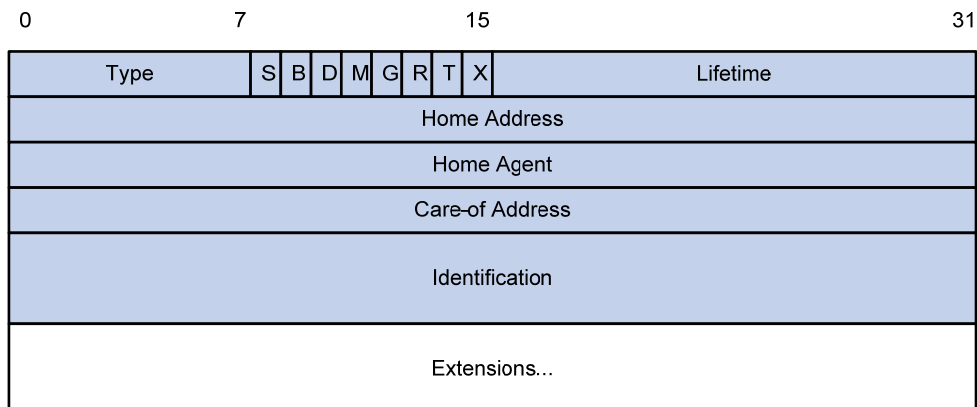 0 7 15 31
Type S B D M G R T X Lifetime
Home Address
Home Agent
Care-of Address
Identification
Extensions...